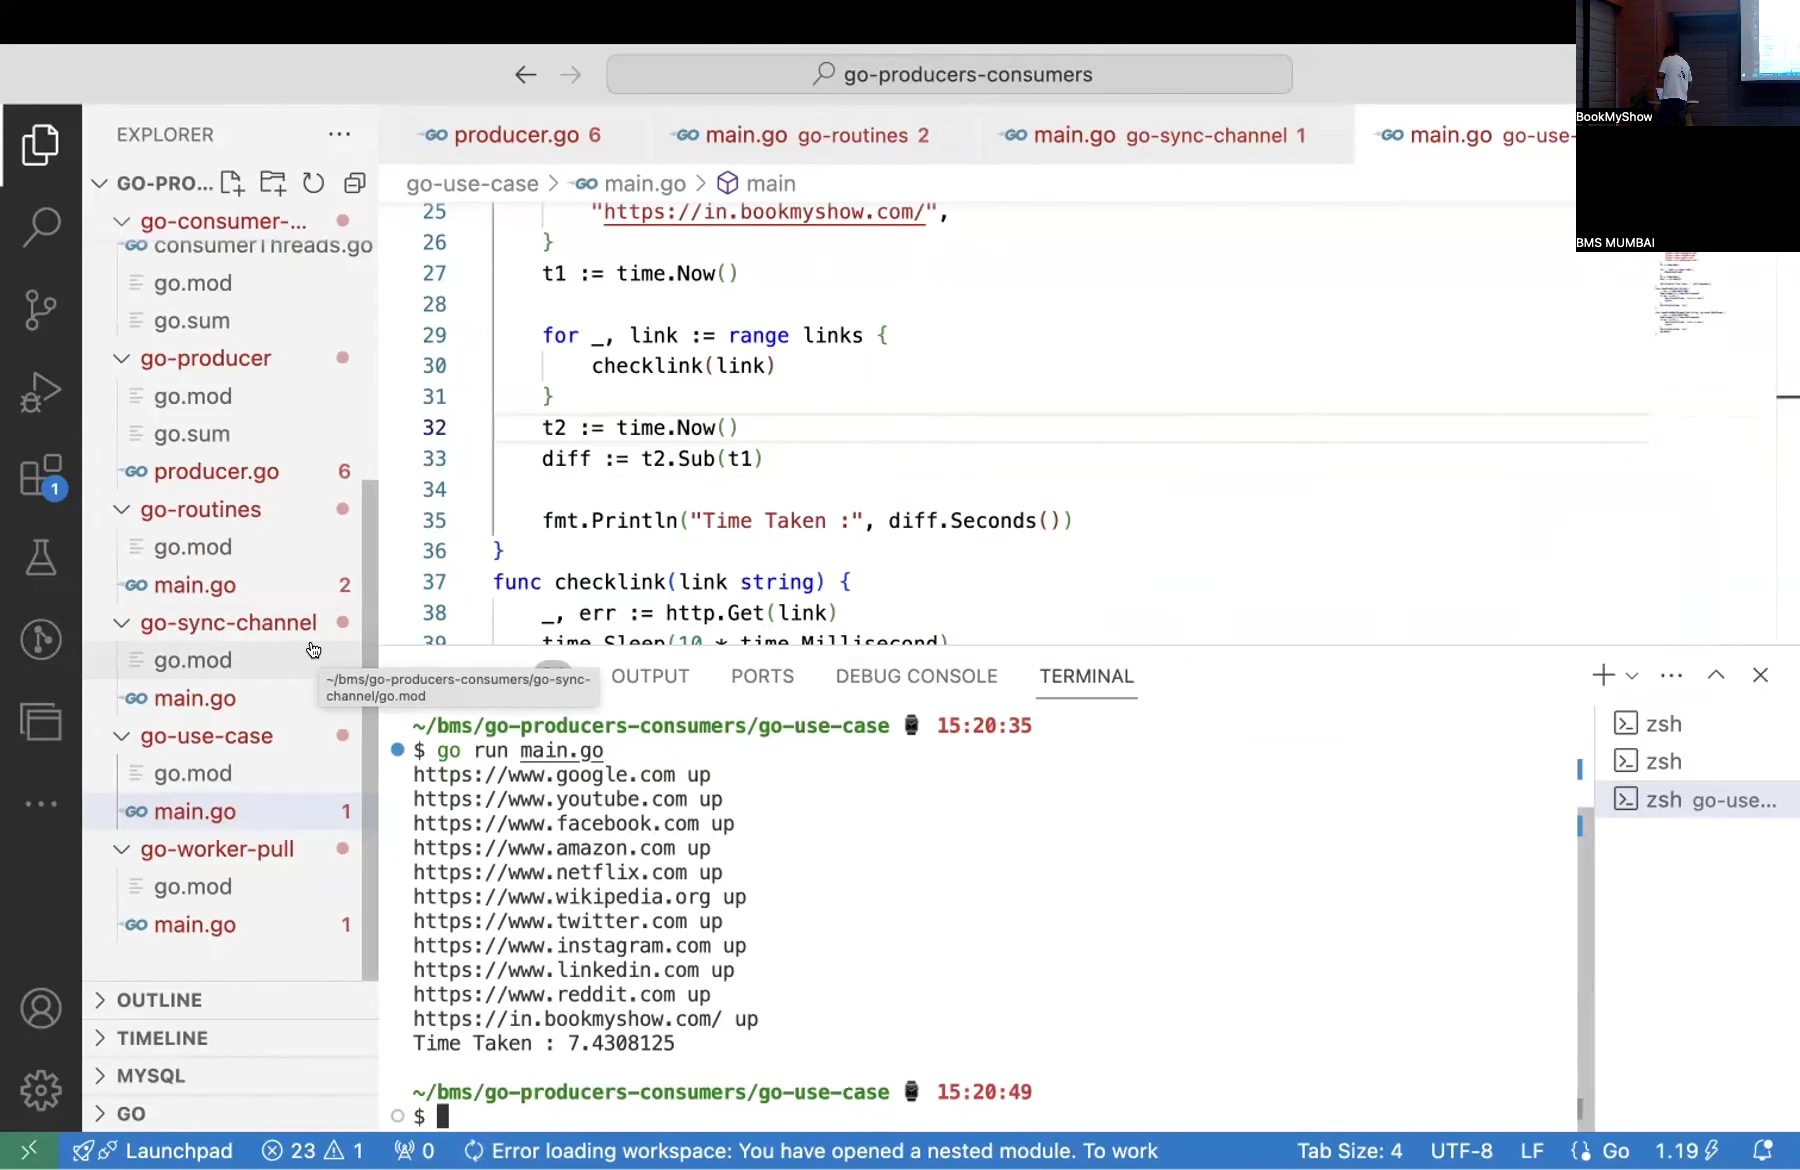 go-producers-consumers
BookMyShow
BMS MUMBAI
EXPLORER
GO-PRO...
go-consumer-...
consumerThreads.go
go.mod
go.sum
go-producer
go.mod
go.sum
producer.go 6
go-routines
go.mod
main.go 2
go-sync-channel
go.mod
main.go
go-use-case
go.mod
main.go 1
go-worker-pull
go.mod
main.go 1
OUTLINE
TIMELINE
MYSQL
GO
1
producer.go 6 main.go go-routines 2 main.go go-sync-channel 1 main.go go-use-
go-use-case > main.go > main
25 "https://in.bookmyshow.com/",
26 }
27 t1 := time.Now()
28
29 for _, link := range links {
30 checklink(link)
31 }
32 t2 := time.Now()
33 diff := t2.Sub(t1)
34
35 fmt.Println("Time Taken :", diff.Seconds())
36 }
37 func checklink(link string) {
38 _, err := http.Get(link)
39 time.Sleep(10 * time.Millisecond)
~/bms/go-producers-consumers/go-sync-
channel/go.mod
OUTPUT PORTS DEBUG CONSOLE TERMINAL
~/bms/go-producers-consumers/go-use-case 15:20:35
$ go run main.go
https://www.google.com up
https://www.youtube.com up
https://www.facebook.com up
https://www.amazon.com up
https://www.netflix.com up
https://www.wikipedia.org up
https://www.twitter.com up
https://www.instagram.com up
https://www.linkedin.com up
https://www.reddit.com up
https://in.bookmyshow.com/ up
Time Taken : 7.4308125
~/bms/go-producers-consumers/go-use-case 15:20:49
$
zsh
zsh
zsh go-use...
Launchpad 23 1 0 Error loading workspace: You have opened a nested module. To work Tab Size: 4 UTF-8 LF Go 1.19